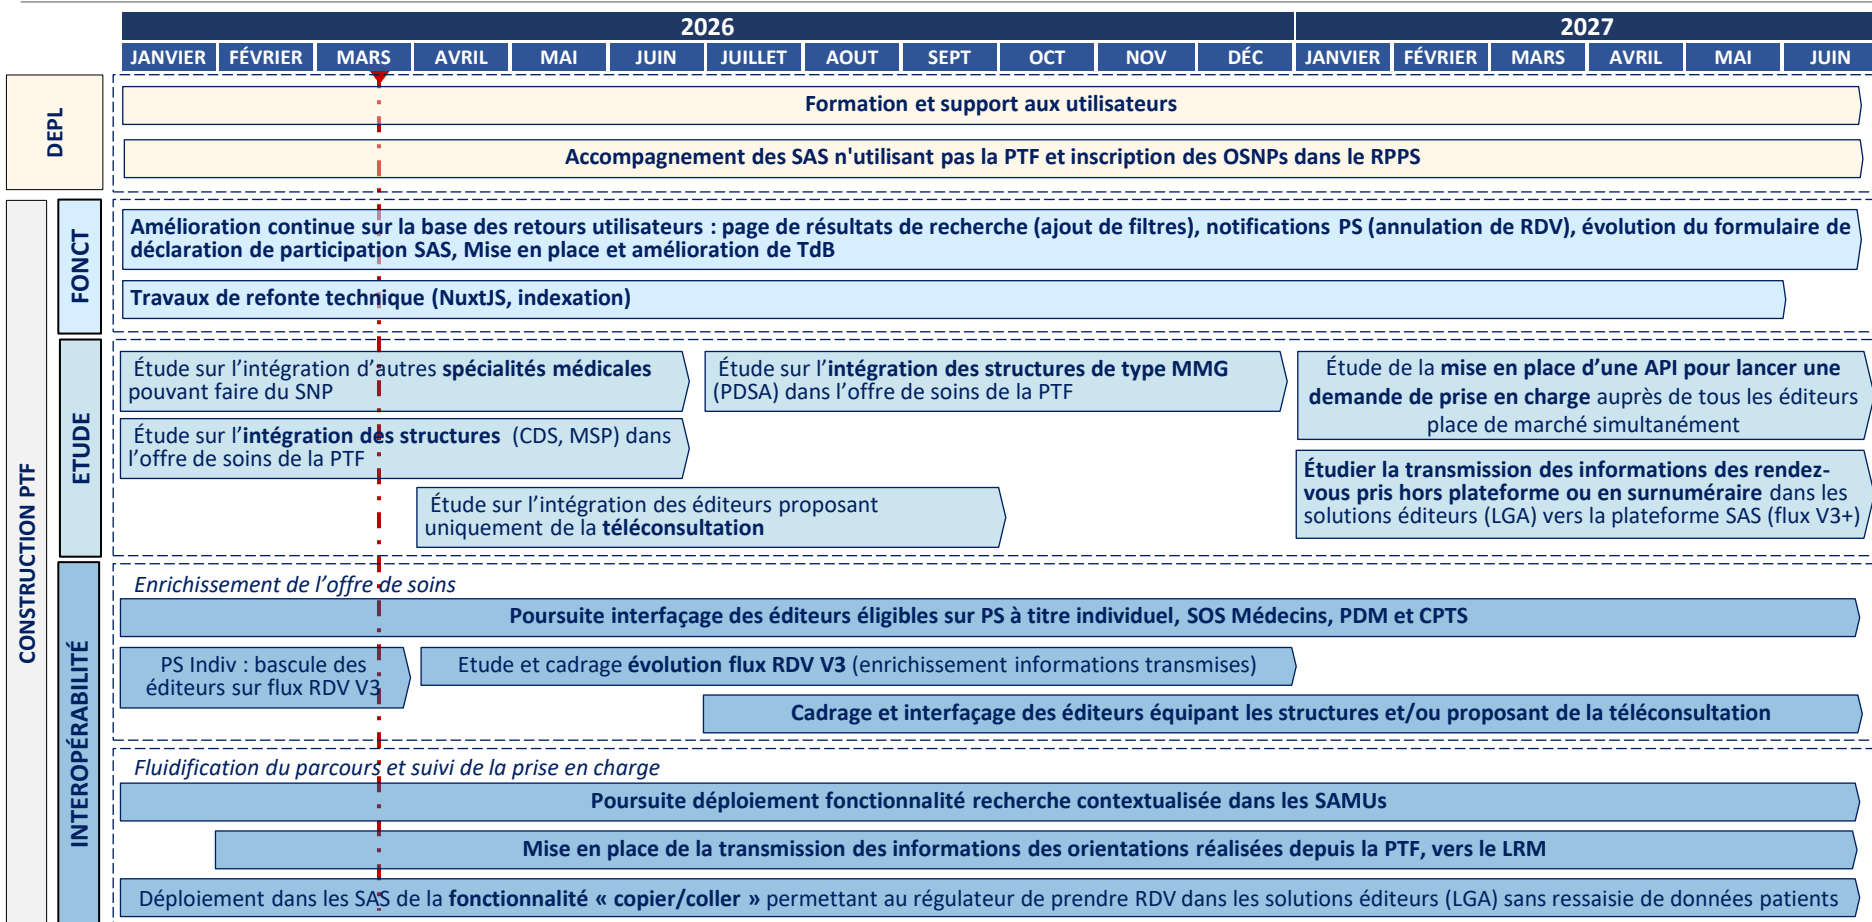 2026
2027
JANVIER FÉVRIER MARS AVRIL MAI JUIN JUILLET AOUT SEPT OCT NOV DÉC JANVIER FÉVRIER MARS AVRIL MAI JUIN
DEPL
Formation et support aux utilisateurs
Accompagnement des SAS n'utilisant pas la PTF et inscription des OSNPs dans le RPPS
CONSTRUCTION PTF
FONCT
Amélioration continue sur la base des retours utilisateurs : page de résultats de recherche (ajout de filtres), notifications PS (annulation de RDV), évolution du formulaire de
déclaration de participation SAS, Mise en place et amélioration de TdB
Travaux de refonte technique (NuxtJS, indexation)
ETUDE
Étude sur l’intégration d’autres spécialités médicales
pouvant faire du SNP
Étude sur l’intégration des structures de type MMG
(PDSA) dans l’offre de soins de la PTF
Étude de la mise en place d’une API pour lancer une
demande de prise en charge auprès de tous les éditeurs
place de marché simultanément
Étude sur l’intégration des structures (CDS, MSP) dans
l’offre de soins de la PTF
Étudier la transmission des informations des rendez-
vous pris hors plateforme ou en surnuméraire dans les
solutions éditeurs (LGA) vers la plateforme SAS (flux V3+)
Étude sur l’intégration des éditeurs proposant
uniquement de la téléconsultation
INTEROPÉRABILITÉ
Enrichissement de l’offre de soins
Poursuite interfaçage des éditeurs éligibles sur PS à titre individuel, SOS Médecins, PDM et CPTS
PS Indiv : bascule des
éditeurs sur flux RDV V3
Etude et cadrage évolution flux RDV V3 (enrichissement informations transmises)
Cadrage et interfaçage des éditeurs équipant les structures et/ou proposant de la téléconsultation
Fluidification du parcours et suivi de la prise en charge
Poursuite déploiement fonctionnalité recherche contextualisée dans les SAMUs
Mise en place de la transmission des informations des orientations réalisées depuis la PTF, vers le LRM
Déploiement dans les SAS de la fonctionnalité « copier/coller » permettant au régulateur de prendre RDV dans les solutions éditeurs (LGA) sans ressaisie de données patients